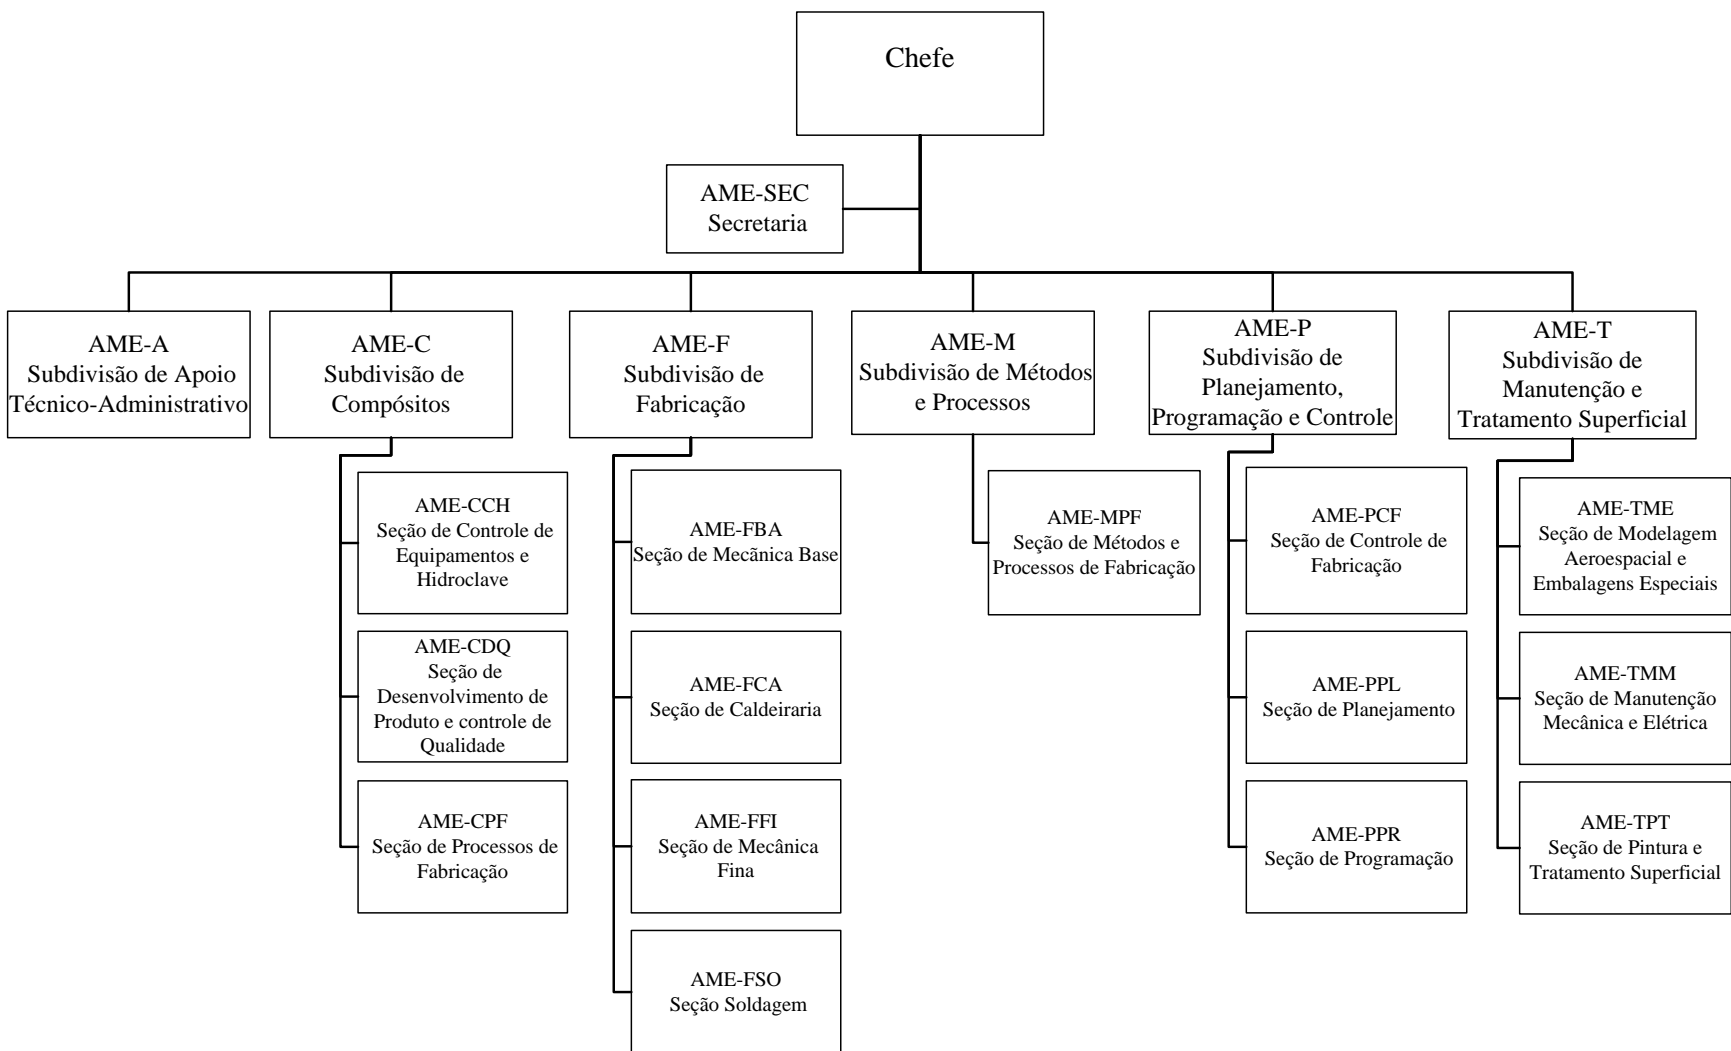 Chefe
AME-SEC
Secretaria
AME-A
Subdivisão de Apoio
Técnico-Administrativo
AME-C
Subdivisão de
Compósitos
AME-F
Subdivisão de
Fabricação
AME-M
Subdivisão de Métodos
e Processos
AME-P
Subdivisão de
Planejamento,
Programação e Controle
AME-T
Subdivisão de
Manutenção e
Tratamento Superficial
AME-CCH
Seção de Controle de
Equipamentos e
Hidroclave
AME-CDQ
Seção de
Desenvolvimento de
Produto e controle de
Qualidade
AME-CPF
Seção de Processos de
Fabricação
AME-FBA
Seção de Mecãnica Base
AME-FCA
Seção de Caldeiraria
AME-FFI
Seção de Mecânica
Fina
AME-FSO
Seção Soldagem
AME-MPF
Seção de Métodos e
Processos de Fabricação
AME-PCF
Seção de Controle de
Fabricação
AME-PPL
Seção de Planejamento
AME-PPR
Seção de Programação
AME-TME
Seção de Modelagem
Aeroespacial e
Embalagens Especiais
AME-TMM
Seção de Manutenção
Mecânica e Elétrica
AME-TPT
Seção de Pintura e
Tratamento Superficial